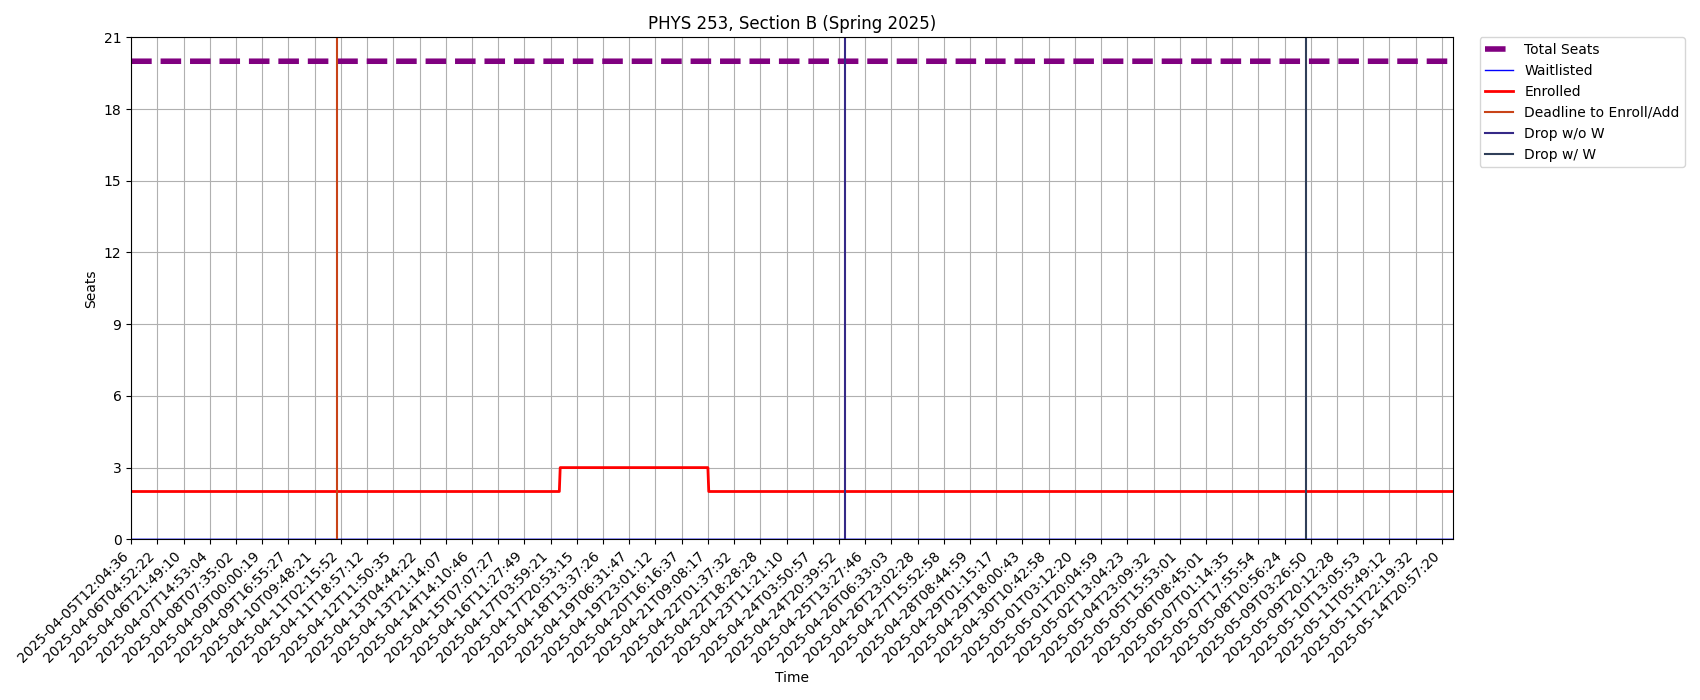 PHYS 253, Section B (Spring 2025)
21
18
15
12
9
6
3
0
Seats
2025-04-05T12:04:36
2025-04-06T04:52:22
2025-04-06T21:49:10
2025-04-07T14:53:04
2025-04-08T07:35:02
2025-04-09T00:00:19
2025-04-09T16:55:27
2025-04-10T09:48:21
2025-04-11T02:15:52
2025-04-11T18:57:12
2025-04-12T11:50:35
2025-04-13T04:44:22
2025-04-13T21:14:07
2025-04-14T14:10:46
2025-04-15T07:07:27
2025-04-16T11:27:49
2025-04-17T03:59:21
2025-04-17T20:53:15
2025-04-18T13:37:26
2025-04-19T06:31:47
2025-04-19T23:01:12
2025-04-20T16:16:37
2025-04-21T09:08:17
2025-04-22T01:37:32
2025-04-22T18:28:28
2025-04-23T11:21:10
2025-04-24T03:50:57
2025-04-24T20:39:52
2025-04-25T13:27:46
2025-04-26T06:33:03
2025-04-26T23:02:28
2025-04-27T15:52:58
2025-04-28T08:44:59
2025-04-29T01:15:17
2025-04-29T18:00:43
2025-04-30T10:42:58
2025-05-01T03:12:20
2025-05-01T20:04:59
2025-05-02T13:04:23
2025-05-04T23:09:32
2025-05-05T15:53:01
2025-05-06T08:45:01
2025-05-07T01:14:35
2025-05-07T17:55:54
2025-05-08T10:56:24
2025-05-09T03:26:50
2025-05-09T20:12:28
2025-05-10T13:05:53
2025-05-11T05:49:12
2025-05-11T22:19:32
2025-05-14T20:57:20
Time
Total Seats
Waitlisted
Enrolled
Deadline to Enroll/Add
Drop w/o W
Drop w/ W